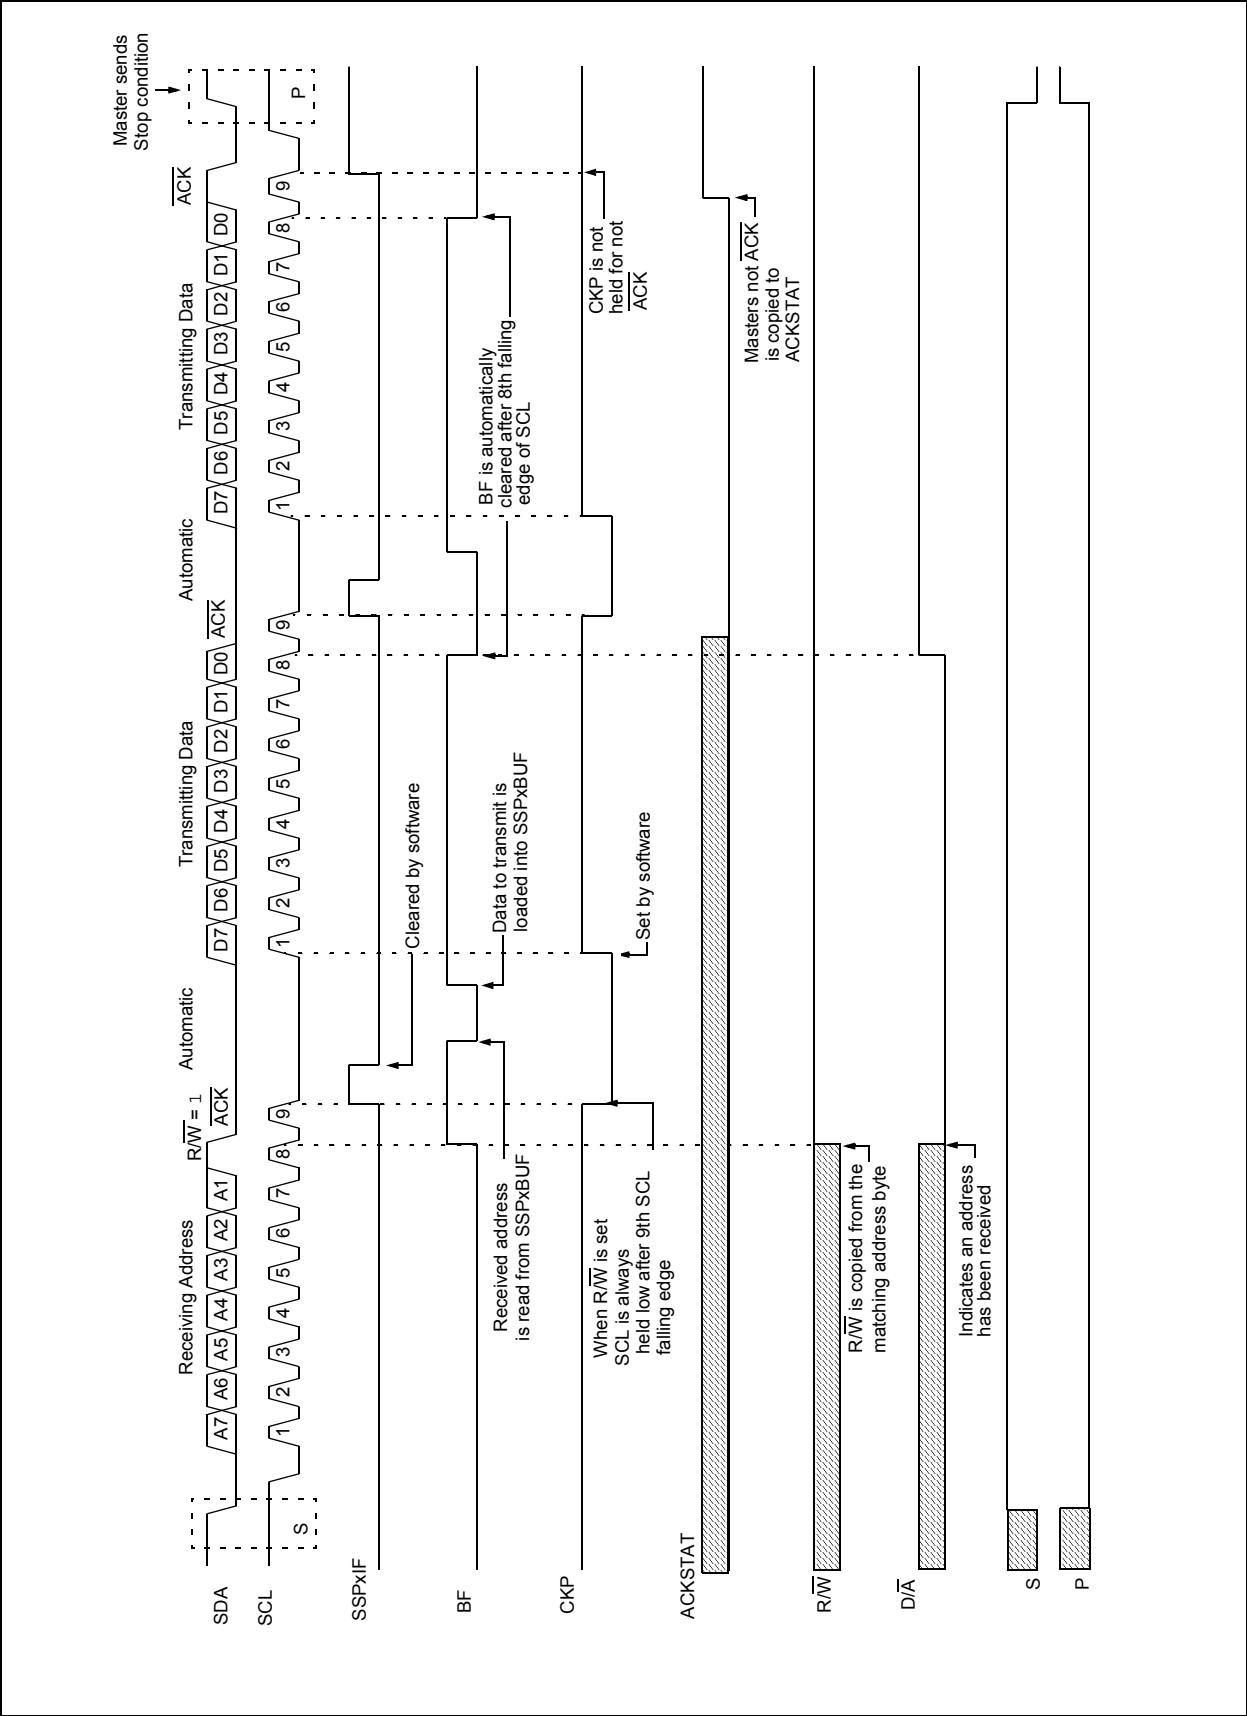 Master sends
Stop condition
Receiving Address
R/W = 1
Automatic
Transmitting Data
Automatic
Transmitting Data
ACK
SDA
A7 A6 A5 A4 A3 A2 A1
ACK
D7 D6 D5 D4 D3 D2 D1 D0
ACK
D7 D6 D5 D4 D3 D2 D1 D0
SCL
S
1 2 3 4 5 6 7 8 9
1 2 3 4 5 6 7 8 9
1 2 3 4 5 6 7 8 9
P
SSPxIF
Cleared by software
BF
Received address
is read from SSPxBUF
Data to transmit is
loaded into SSPxBUF
BF is automatically
cleared after 8th falling
edge of SCL
CKP
When R/W is set
SCL is always
held low after 9th SCL
falling edge
Set by software
CKP is not
held for not
ACK
ACKSTAT
Masters not ACK
is copied to
ACKSTAT
R/W
R/W is copied from the
matching address byte
D/A
Indicates an address
has been received
S
P